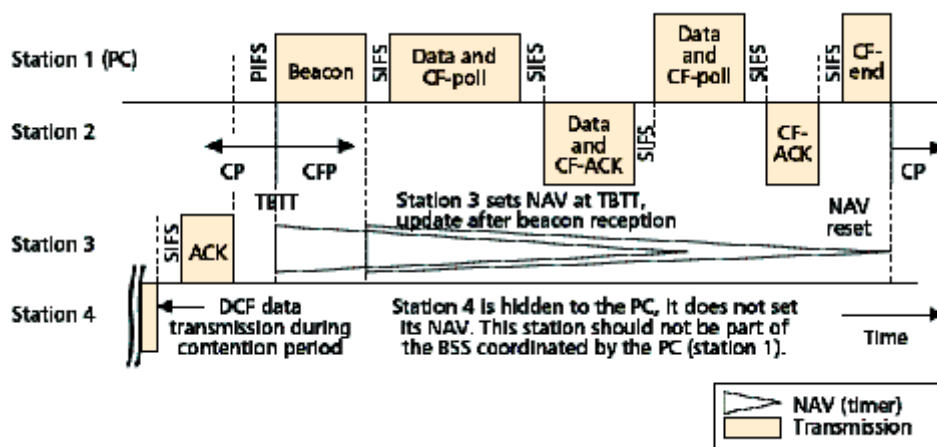 Station 1 (PC)
PIFS
Beacon
SIFS
Data and
CF-poll
SIFS
Data
and
CF-poll
SIFS
SIFS
CF-
end
Station 2
CP
CFP
Data
and
CF-ACK
SIFS
CF-
ACK
CP
TBTT
Station 3 sets NAV at TBTT,
update after beacon reception
NAV
reset
Station 3
SIFS
ACK
Station 4
DCF data
transmission during
contention period
Station 4 is hidden to the PC, it does not set
its NAV. This station should not be part of
the BSS coordinated by the PC (station 1).
Time
NAV (timer)
Transmission